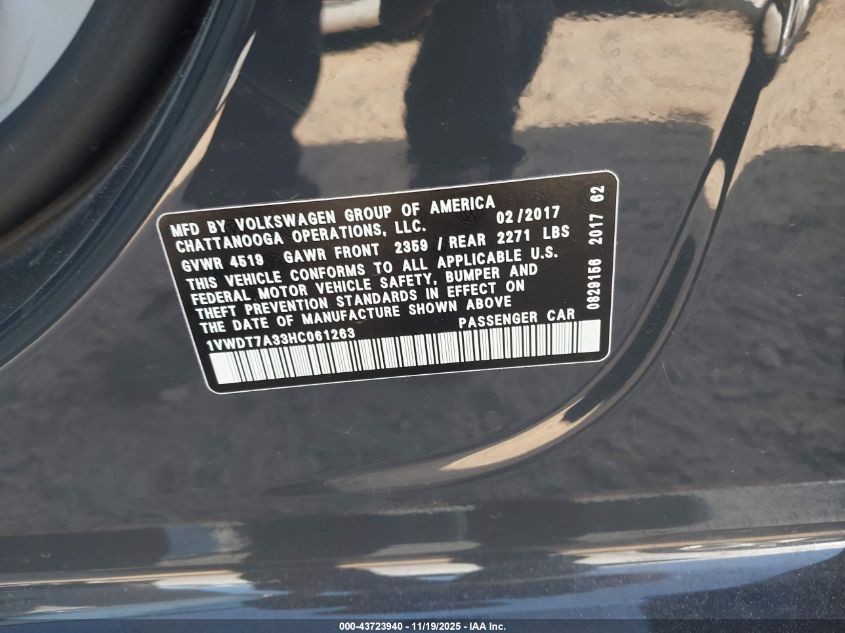 MFD BY VOLKSWAGEN GROUP OF AMERICA
CHATTANOOGA OPERATIONS, LLC. 02/2017
GVWR 4519 GAWR FRONT 2359 / REAR 2271 LBS
THIS VEHICLE CONFORMS TO ALL APPLICABLE U.S.
FEDERAL MOTOR VEHICLE SAFETY, BUMPER AND
THEFT PREVENTION STANDARDS IN EFFECT ON
THE DATE OF MANUFACTURE SHOWN ABOVE
1VWDT7A33HC061263 PASSENGER CAR
0829156 2017 62
000-43723940 - 11/19/2025 - IAA Inc.